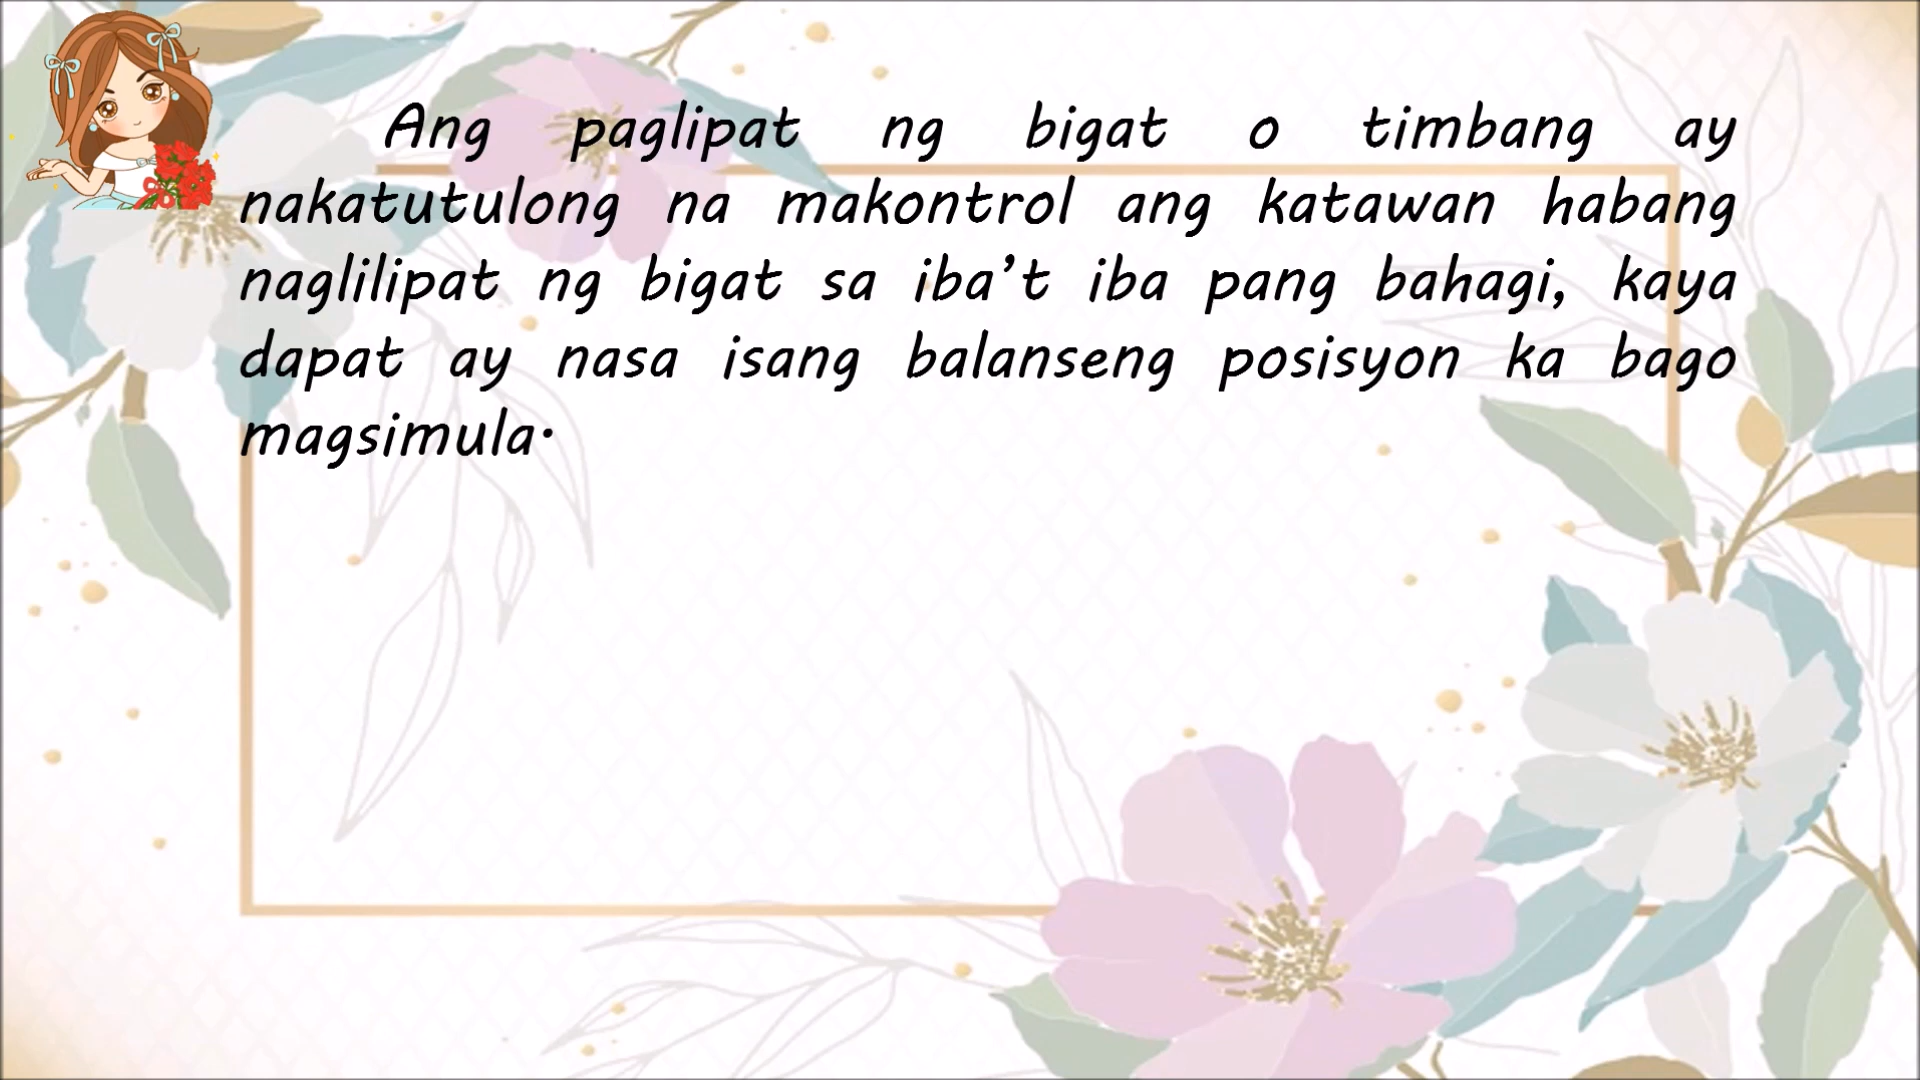 Ang paglipat ng bigat o timbang ay
nakatutulong na makontrol ang katawan habang
naglilipat ng bigat sa iba’t iba pang bahagi, kaya
dapat ay nasa isang balanseng posisyon ka bago
magsimula.